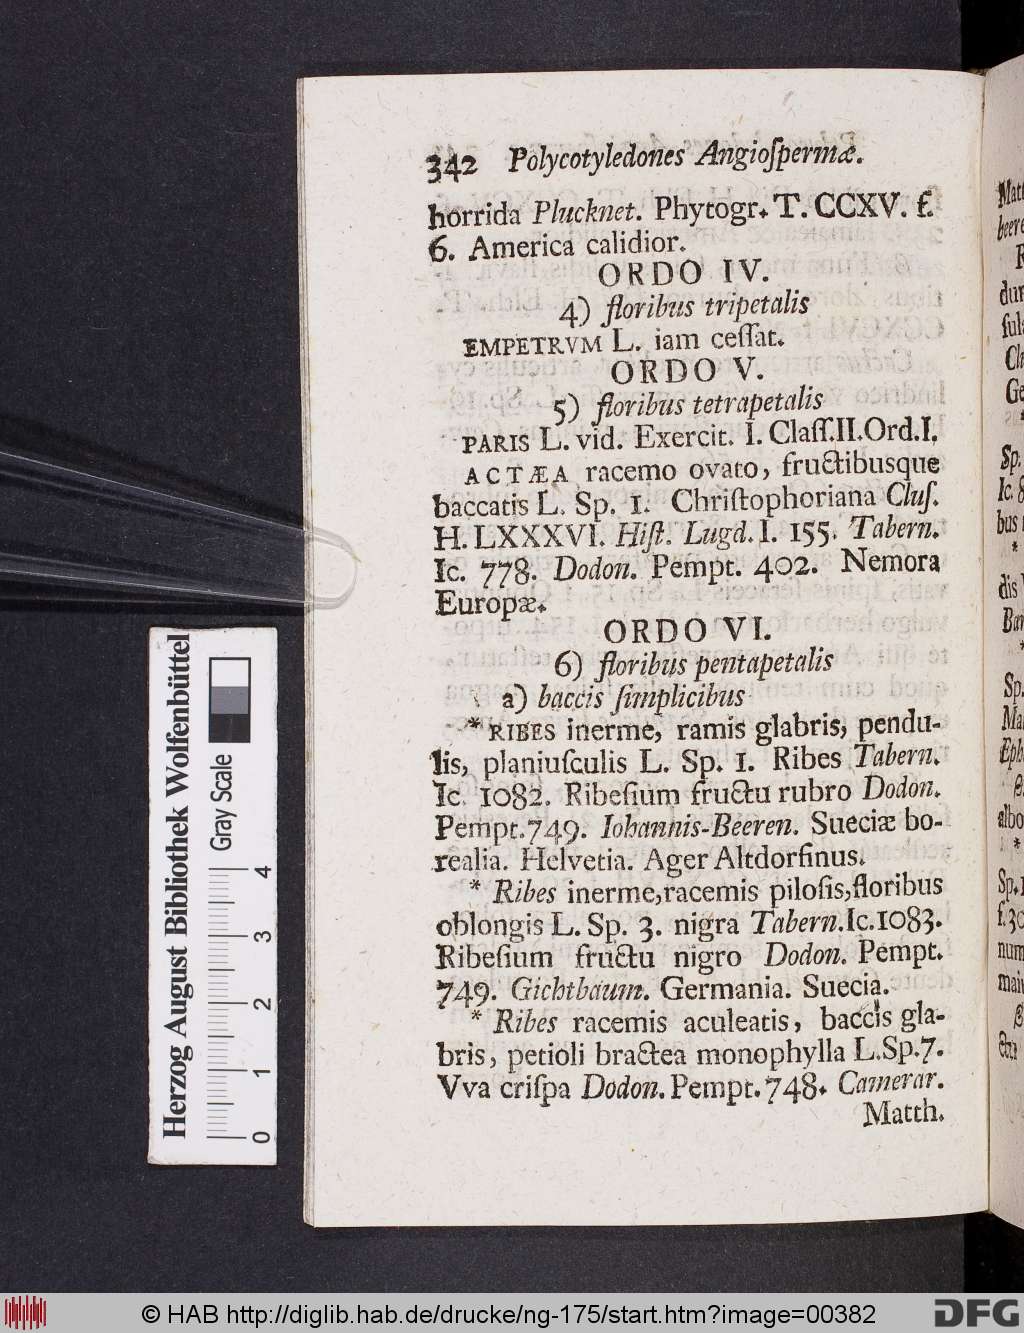 342 Polycotyledones Angioſpermæ.
horrida Plucknet. Phytogr. T. CCXV. f.
6. America calidior.
ORDO IV.
4) floribus tripetalis
EMPETRVM L. iam ceſſat.
ORDO V.
5) floribus tetrapetalis
PARIS L. vid. Exercit. I. Claſſ.II.Ord.I.
ACTÆA racemo ovato, fructibusque
baccatis L. Sp. 1. Chriſtophoriana Cluſ.
H. LXXXVI. Hiſt. Lugd. I. 155. Tabern.
Ic. 778. Dodon. Pempt. 402. Nemora
Europæ.
ORDO VI.
6) floribus pentapetalis
a) baccis ſimplicibus
* RIBES inerme, ramis glabris, pendu-
lis, planiuſculis L. Sp. 1. Ribes Tabern.
Ic. 1082. Ribeſium fructu rubro Dodon.
Pempt. 749. Iohannis-Beeren. Sueciæ bo-
realia. Helvetia. Ager Altdorfinus.
* Ribes inerme, racemis piloſis, floribus
oblongis L. Sp. 3. nigra Tabern. Ic. 1083.
Ribeſium fructu nigro Dodon. Pempt.
749. Gichtbaum. Germania. Suecia.
* Ribes racemis aculeatis, baccis gla-
bris, petioli bractea monophylla L. Sp. 7.
Vva criſpa Dodon. Pempt. 748. Camerar.
Matth.
Herzog August Bibliothek Wolfenbüttel
Gray Scale
0 1 2 3 4
© HAB http://diglib.hab.de/drucke/ng-175/start.htm?image=00382
DFG